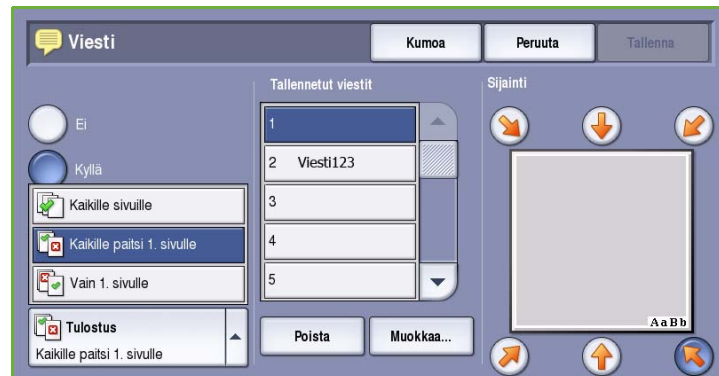 Viesti
Kumoa
Peruuta
Tallenna
Ei
Kyllä
Kaikille sivuille
Kaikille paitsi 1. sivulle
Vain 1. sivulle
Tulostus
Kaikille paitsi 1. sivulle
Tallennetut viestit
1
2 Viesti123
3
4
5
Poista
Muokkaa...
Sijainti
AaBb